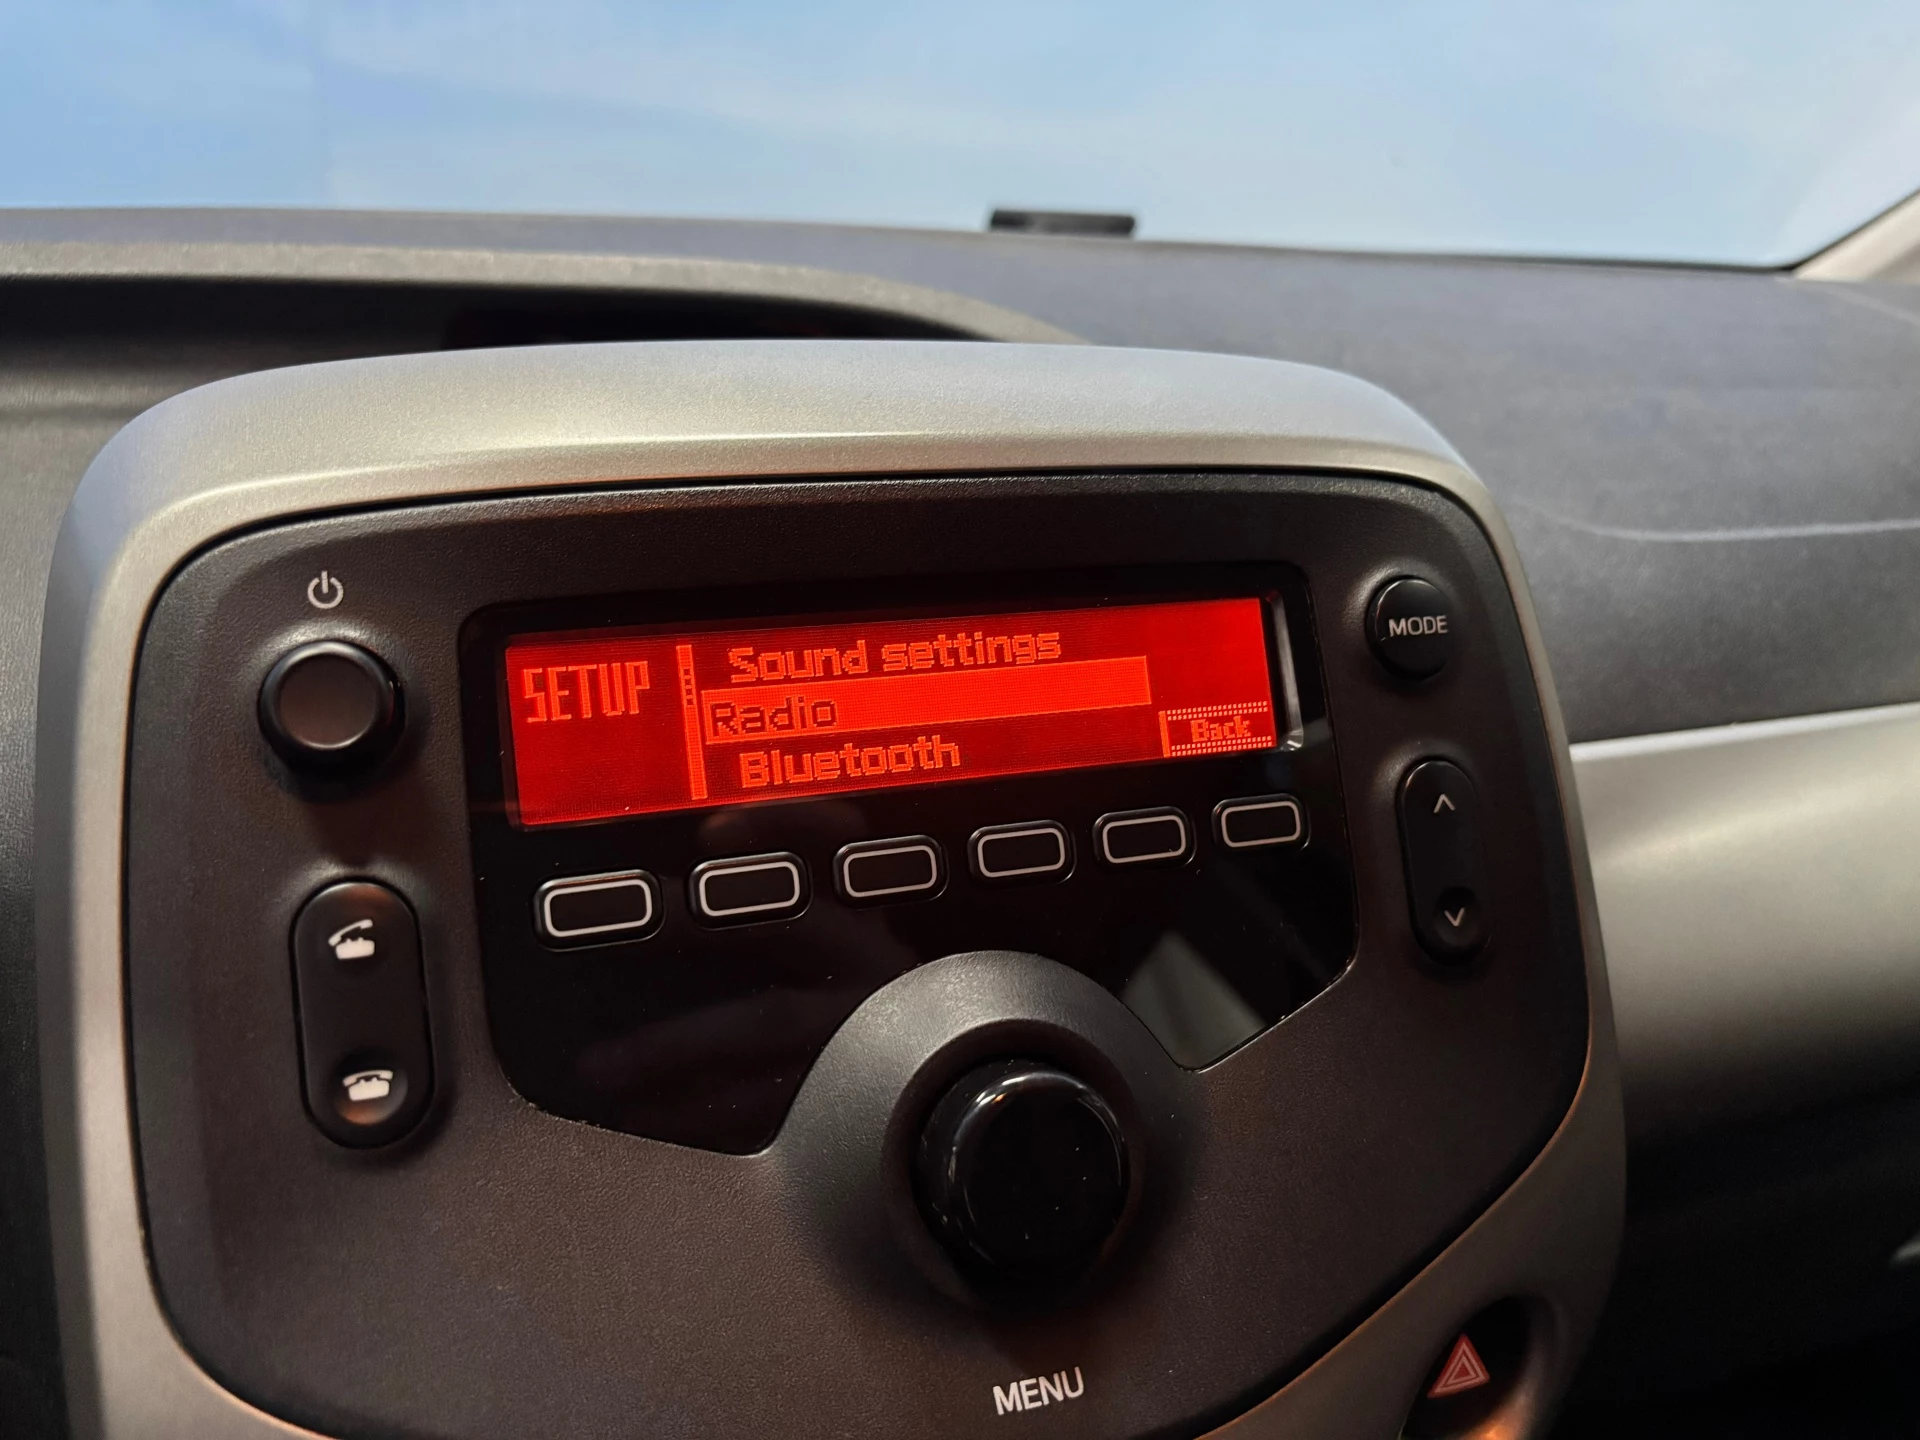 SETUP
Sound settings
Radio
Bluetooth
Back
MODE
MENU